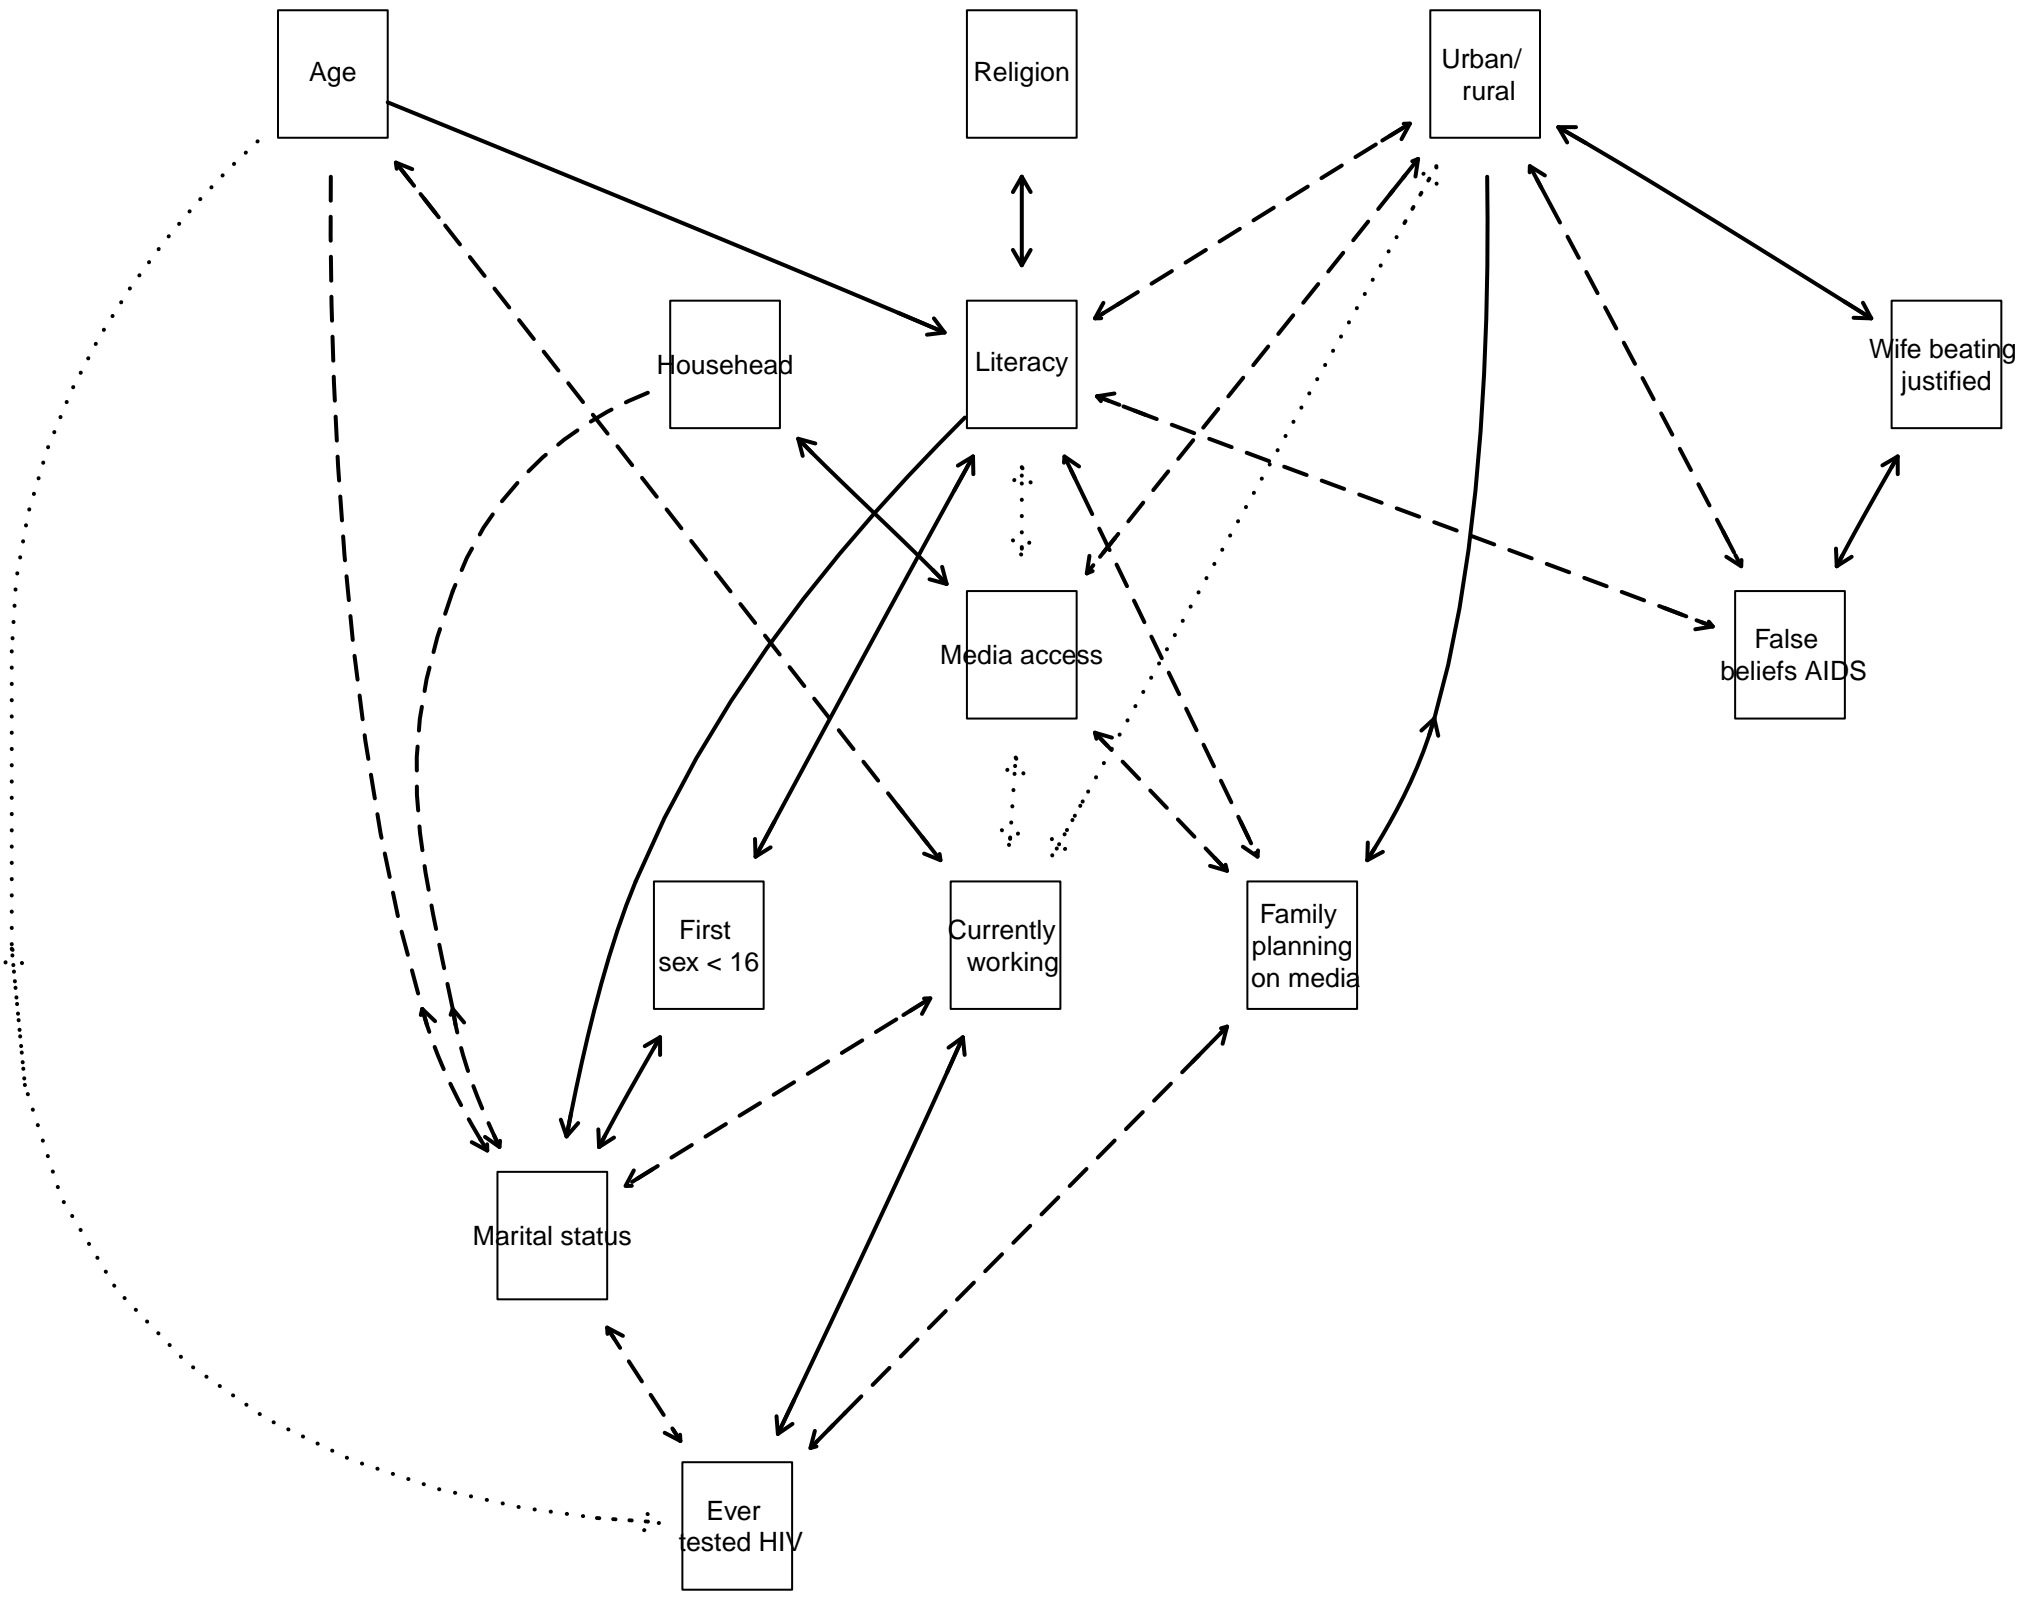 Age
Religion
Urban/
rural
Househead
Literacy
Wife beating
justified
Media access
False
beliefs AIDS
First
sex < 16
Currently
working
Family
planning
on media
Marital status
Ever
tested HIV